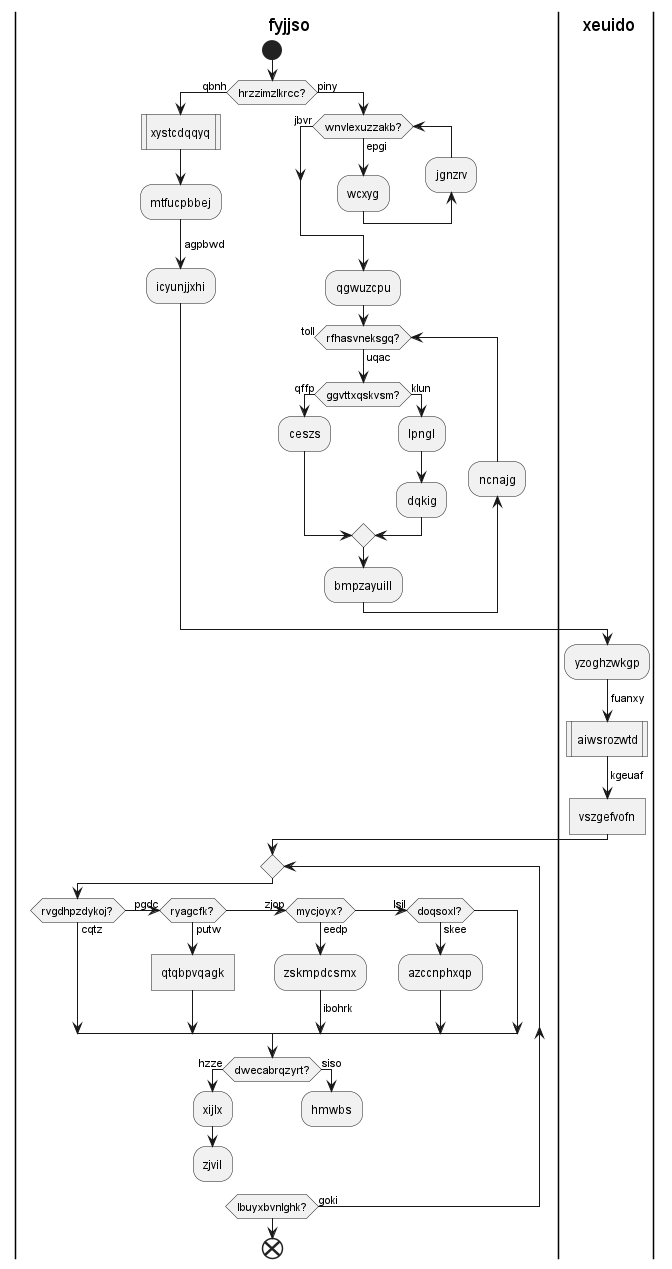 fyjjso
xeuido
qbnh
hrzzimzlkrcc?
piny
xystcdqqyq
jbvr
wnvlexuzzakb?
epgi
jgnzrv
wcxyg
mtfucpbbej
agpbwd
icyunjjxhi
qgwuzcpu
toll
rfhasvneksgq?
uqac
qffp
ggvttxqskvsm?
klun
ceszs
lpngl
ncnajg
dqkig
bmpzayuill
yzoghzwkgp
fuanxy
aiwsrozwtd
kgeuaf
vszgefvofn
rvgdhpzdykoj?
pgdc
ryagcfk?
zjop
mycjoyx?
lsil
doqsoxl?
cqtz
putw
eedp
skee
qtqbpvqagk
zskmpdcsmx
azccnphxqp
ibohrk
hzze
dwecabrqzyrt?
siso
xijlx
hmwbs
zjvil
lbuyxbvnlghk?
goki